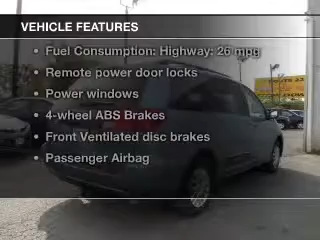 VEHICLE FEATURES
• Fuel Consumption: Highway: 26 mpg
• Remote power door locks
• Power windows
• 4-wheel ABS Brakes
• Front Ventilated disc brakes
• Passenger Airbag